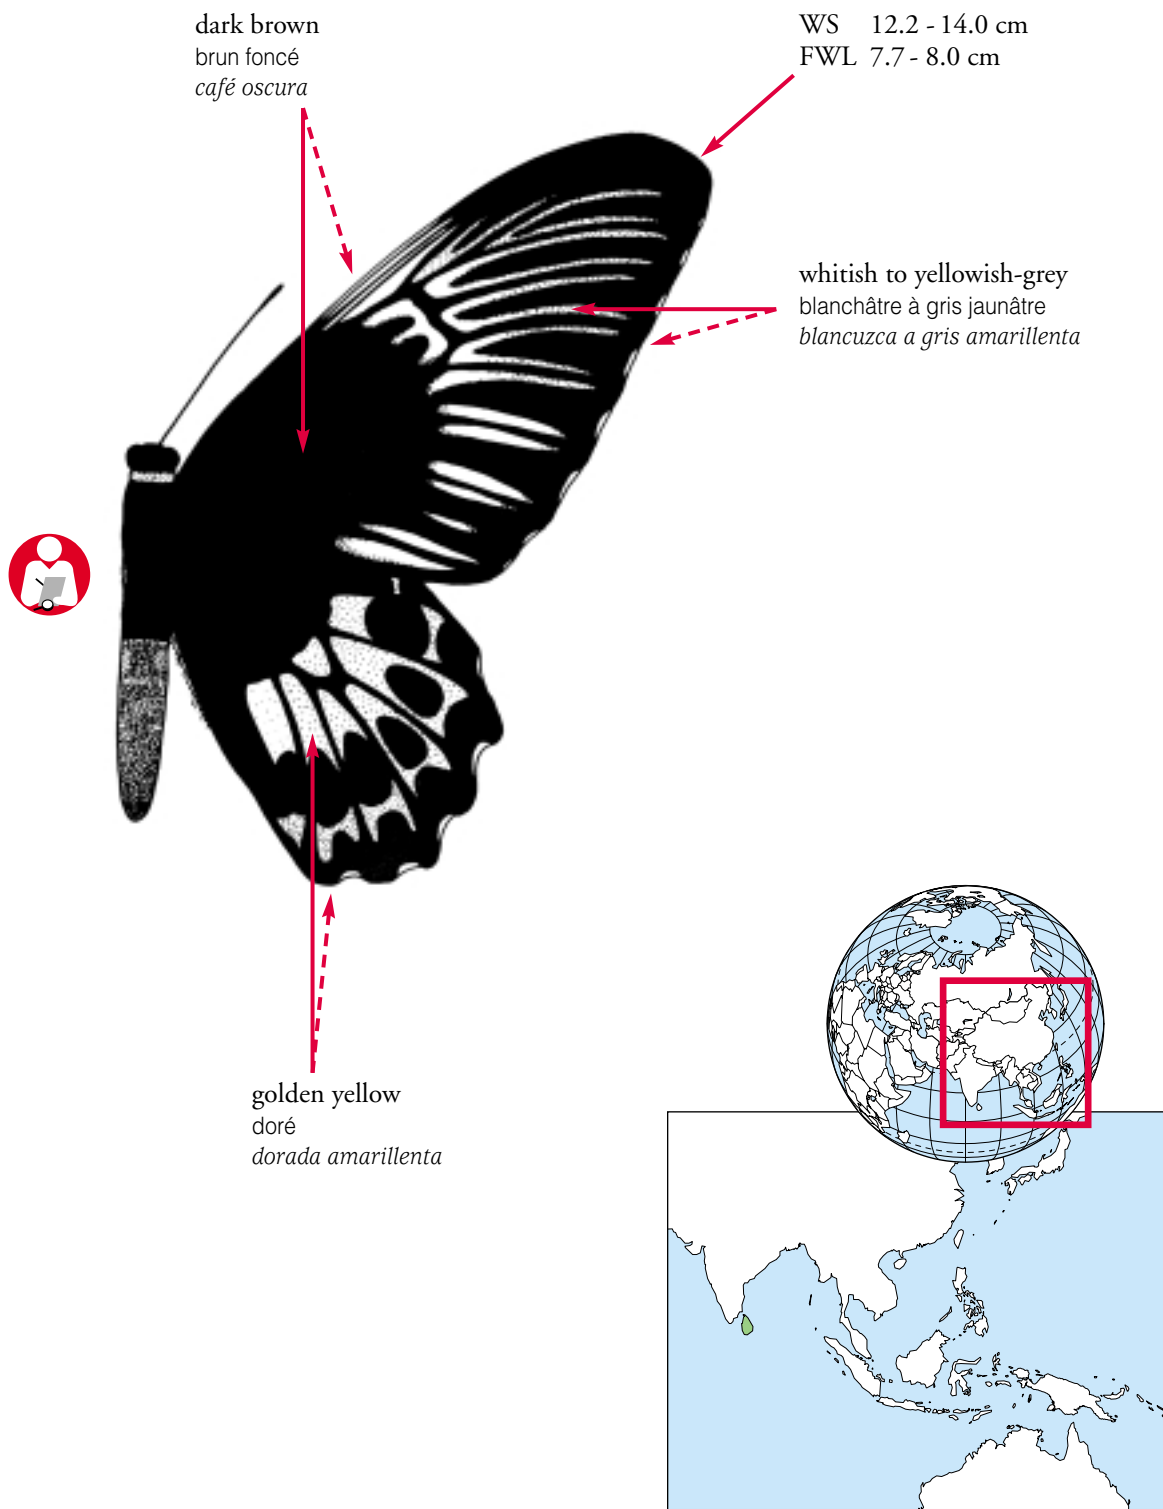 dark brown
brun foncé
café oscura
WS 12.2 - 14.0 cm
FWL 7.7 - 8.0 cm
whitish to yellowish-grey
blanchâtre à gris jaunâtre
blancuzca a gris amarillenta
golden yellow
doré
dorada amarillenta